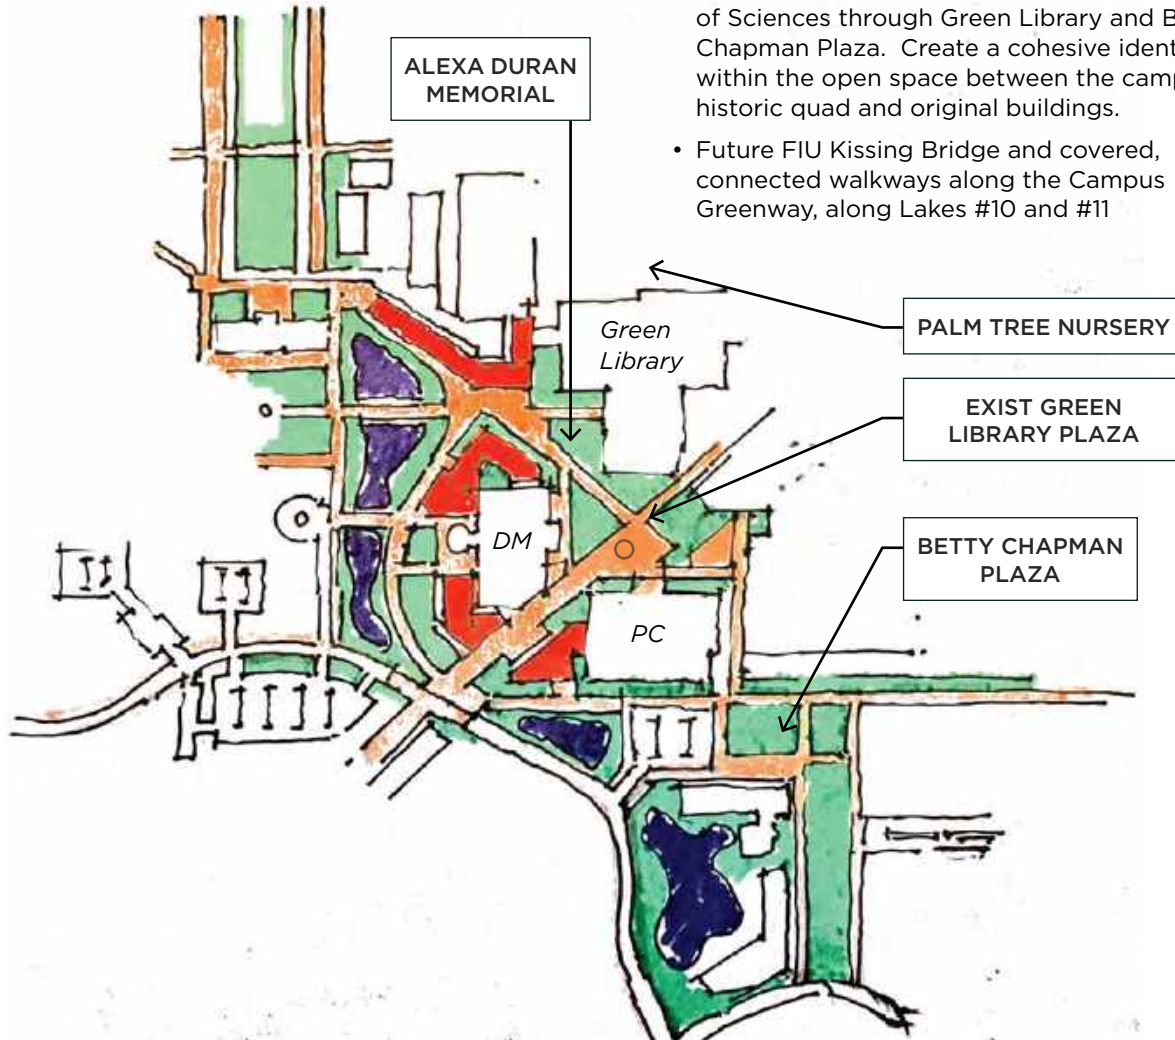 of Sciences through Green Library and B
Chapman Plaza. Create a cohesive ident
within the open space between the camp
historic quad and original buildings.
• Future FIU Kissing Bridge and covered,
connected walkways along the Campus
Greenway, along Lakes #10 and #11
ALEXA DURAN
MEMORIAL
PALM TREE NURSERY
Green
Library
EXIST GREEN
LIBRARY PLAZA
DM
BETTY CHAPMAN
PLAZA
PC